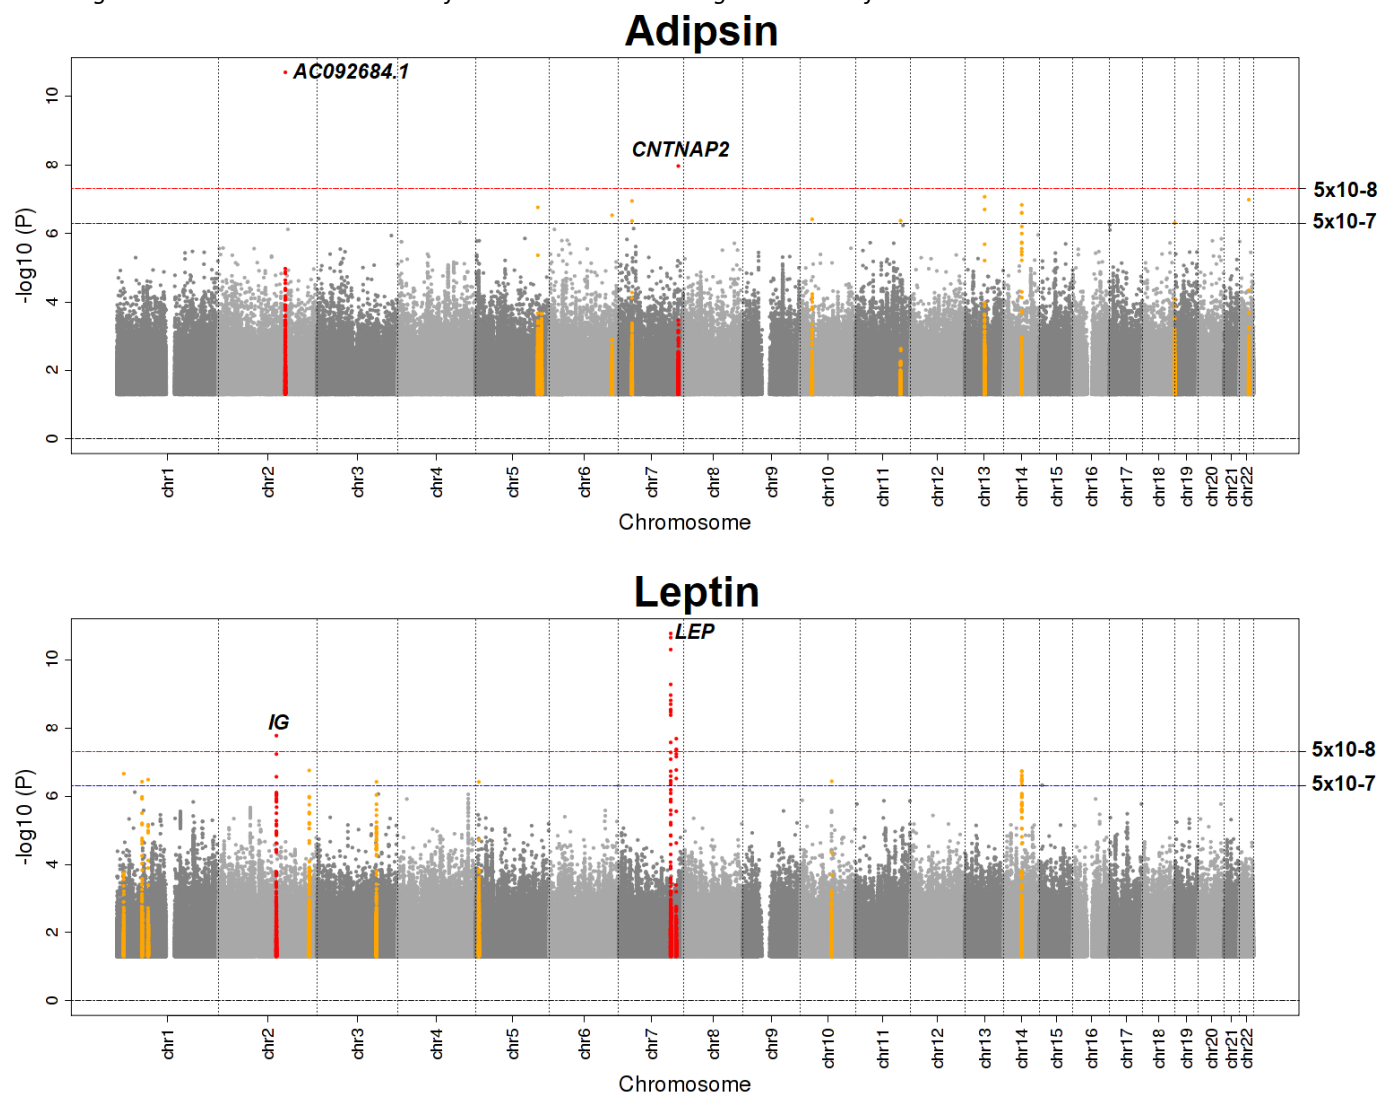 Adipsin
AC092684.1
CNTNAP2
10
8
6
4
2
0
-log10 (P)
5x10-8
5x10-7
chr1
chr2
chr3
chr4
chr5
chr6
chr7
chr8
chr9
chr10
chr11
chr12
chr13
chr14
chr15
chr16
chr17
chr18
chr19
chr20
chr21
chr22
Chromosome
Leptin
LEP
IG
10
8
6
4
2
0
-log10 (P)
5x10-8
5x10-7
chr1
chr2
chr3
chr4
chr5
chr6
chr7
chr8
chr9
chr10
chr11
chr12
chr13
chr14
chr15
chr16
chr17
chr18
chr19
chr20
chr21
chr22
Chromosome